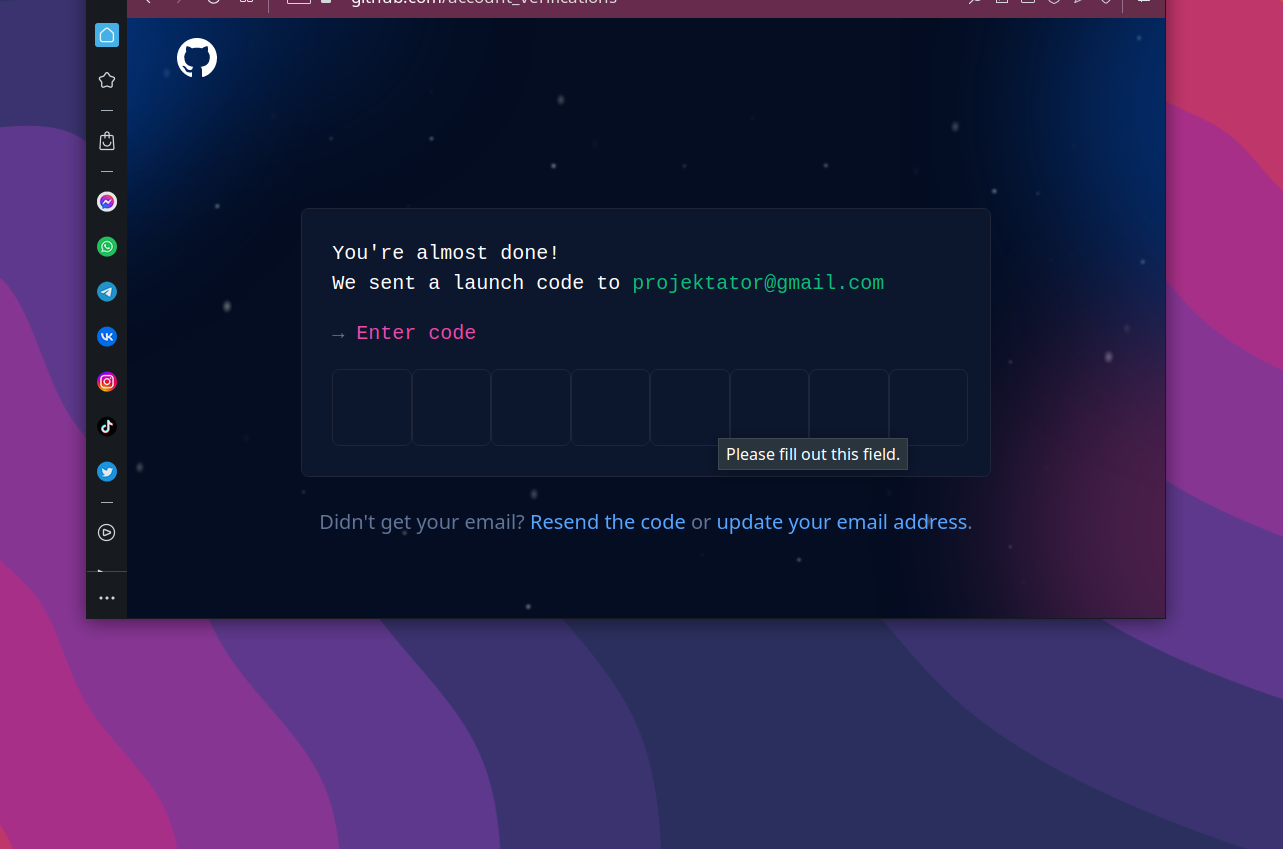 github.com/account_verifications
You're almost done!
We sent a launch code to projektator@gmail.com
→ Enter code
Please fill out this field.
Didn't get your email? Resend the code or update your email address.